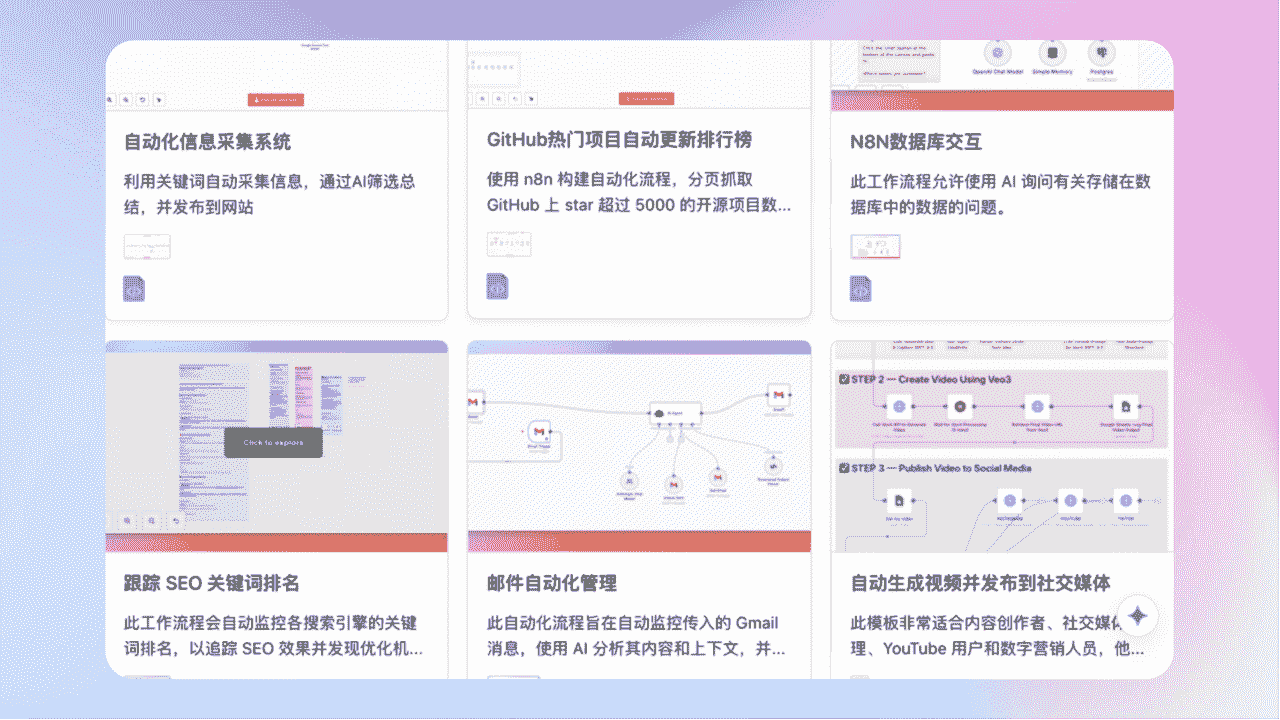 OpenAI Chat Model
Simple Memory
Postgres
自动化信息采集系统
利用关键词自动采集信息，通过AI筛选总
结，并发布到网站
GitHub热门项目自动更新排行榜
使用 n8n 构建自动化流程，分页抓取
GitHub 上 star 超过 5000 的开源项目数...
N8N数据库交互
此工作流程允许使用 AI 询问有关存储在数
据库中的数据的问题。
Click to explore
跟踪 SEO 关键词排名
此工作流程会自动监控各搜索引擎的关键
词排名，以追踪 SEO 效果并发现优化机...
邮件自动化管理
此自动化流程旨在自动监控传入的 Gmail
消息，使用 AI 分析其内容和上下文，并...
STEP 2 — Create Video Using Veo3
STEP 3 — Publish Video to Social Media
自动生成视频并发布到社交媒体
此模板非常适合内容创作者、社交媒
理、YouTube 用户和数字营销人员，他...